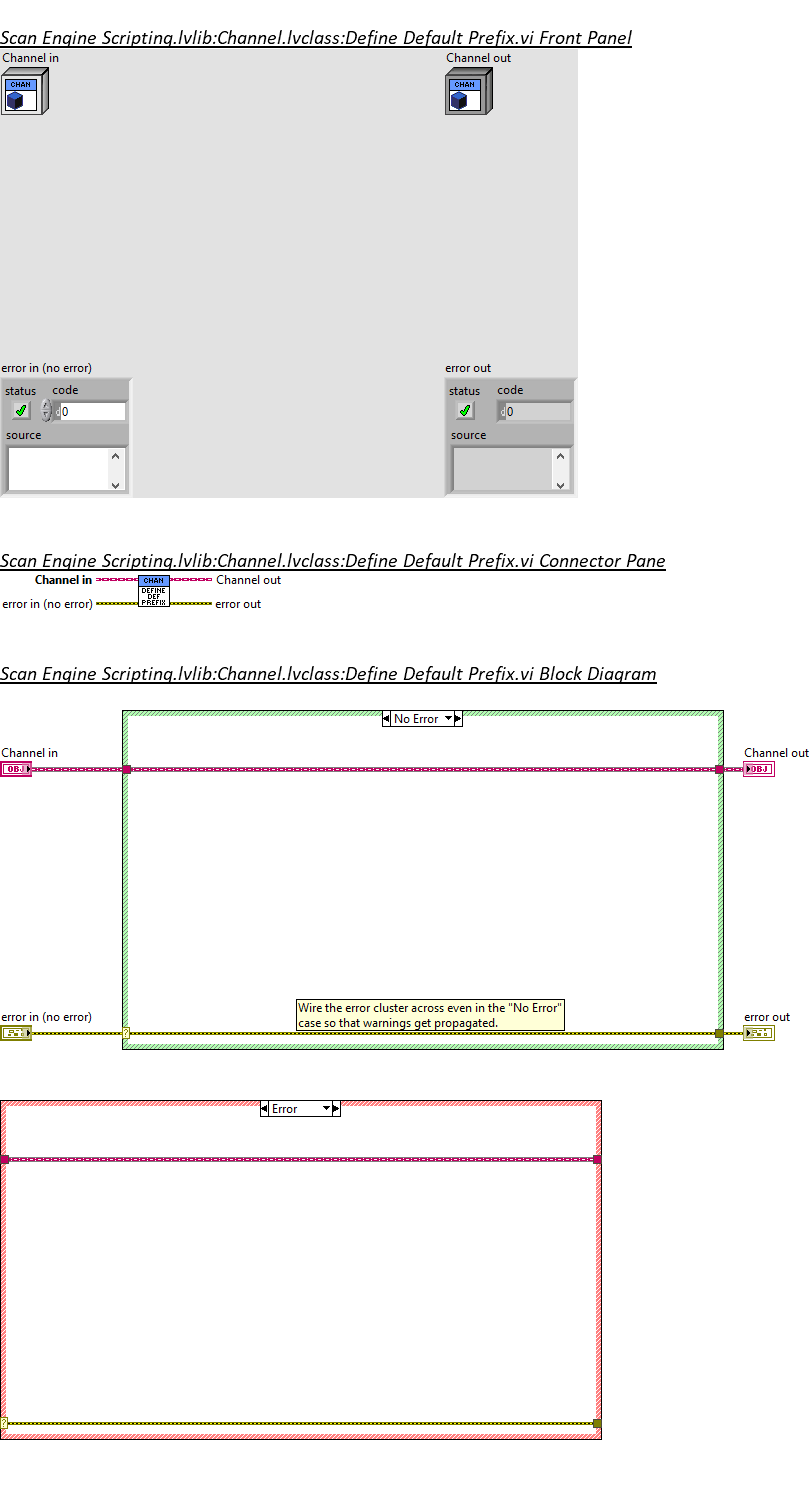 Scan Engine Scripting.lvlib:Channel.lvclass:Define Default Prefix.vi Front Panel
Channel in
Channel out
CHAN
CHAN
error in (no error)
error out
status code
status code
d 0
d 0
source
source
Scan Engine Scripting.lvlib:Channel.lvclass:Define Default Prefix.vi Connector Pane
Channel in
CHAN
Channel out
error in (no error)
DEFINE
DEF
PREFIX
error out
Scan Engine Scripting.lvlib:Channel.lvclass:Define Default Prefix.vi Block Diagram
No Error
Channel in
Channel out
OBJ
OBJ
Wire the error cluster across even in the "No Error"
case so that warnings get propagated.
error in (no error)
error out
?
Error
?